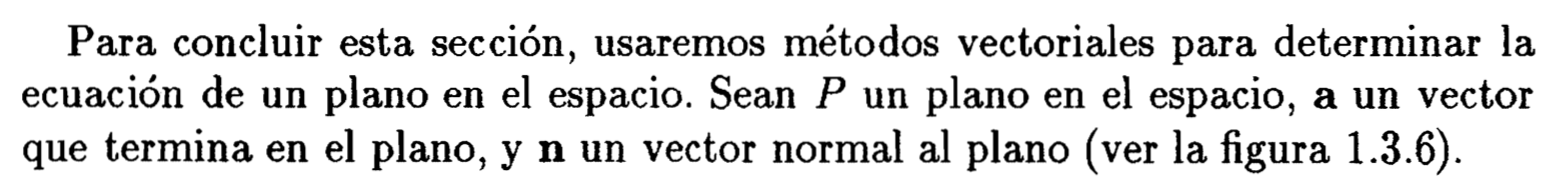 Para concluir esta sección, usaremos métodos vectoriales para determinar la
ecuación de un plano en el espacio. Sean P un plano en el espacio, a un vector
que termina en el plano, y n un vector normal al plano (ver la figura 1.3.6).